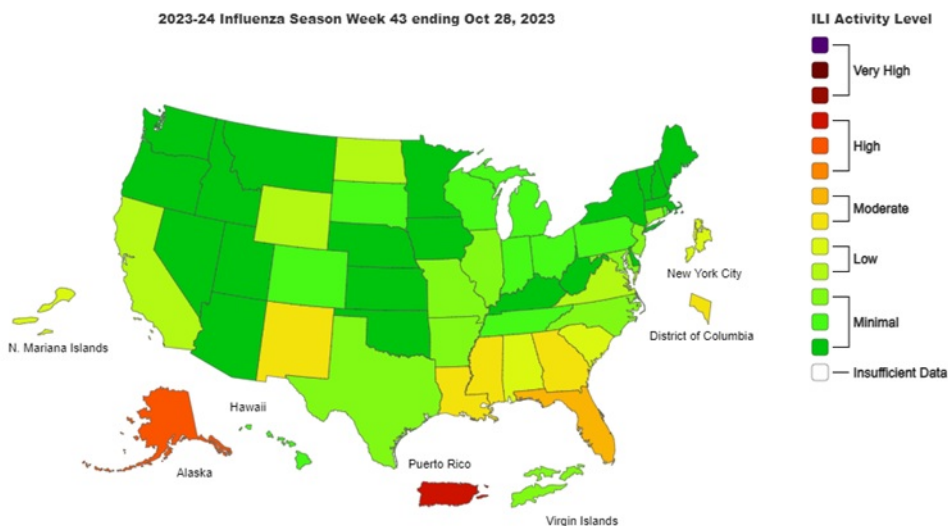 2023-24 Influenza Season Week 43 ending Oct 28, 2023
ILI Activity Level
Very High
High
Moderate
Low
Minimal
Insufficient Data
New York City
District of Columbia
N. Mariana Islands
Hawaii
Alaska
Puerto Rico
Virgin Islands